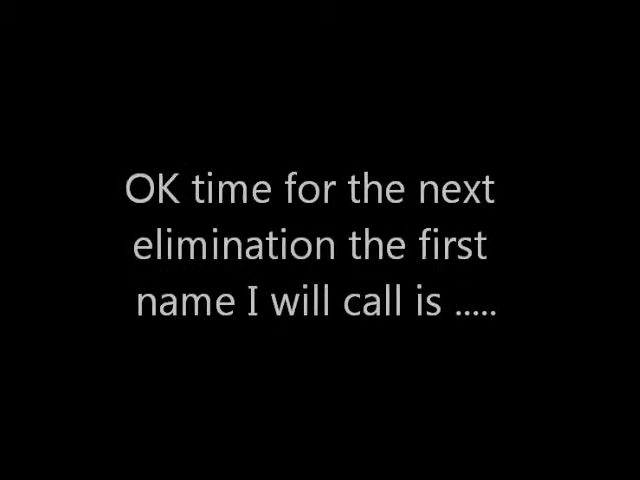 OK time for the next
elimination the first
name I will call is .....